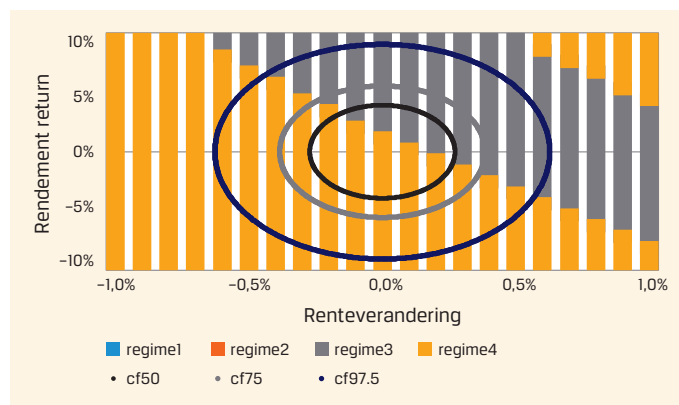 Rendement return
10%
5%
0%
−5%
−10%
−1,0% −0,5% 0,0% 0,5% 1,0%
Renteverandering
regime1 regime2 regime3 regime4
cf50 cf75 cf97.5